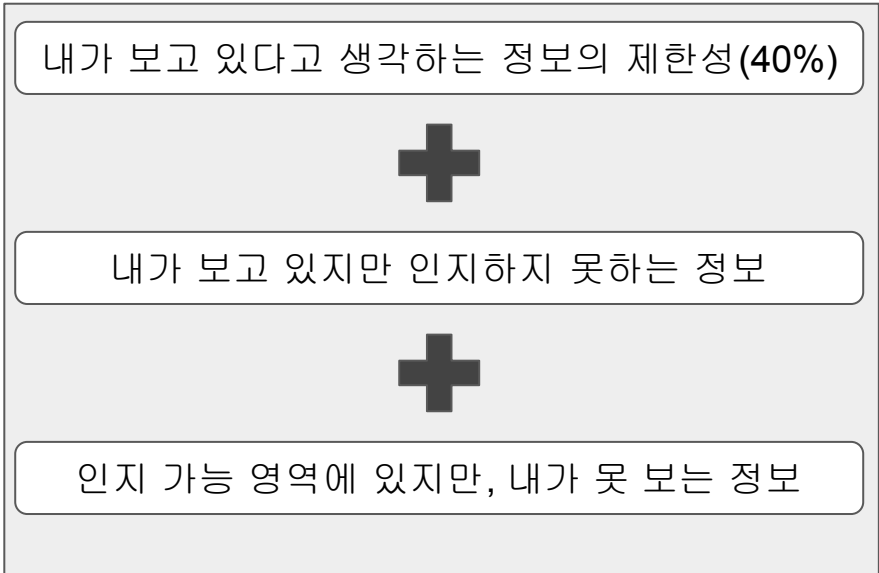 내가 보고 있다고 생각하는 정보의 제한성(40%)
내가 보고 있지만 인지하지 못하는 정보
인지 가능 영역에 있지만, 내가 못 보는 정보